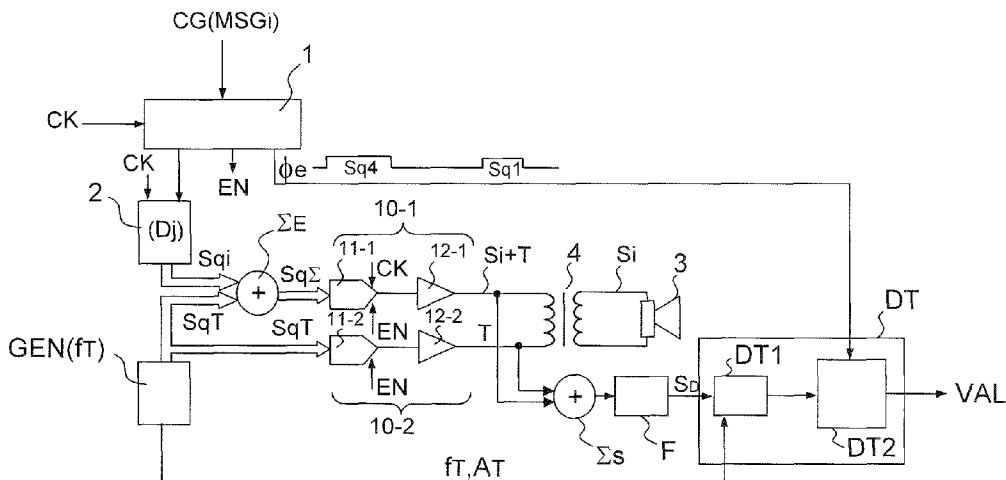 CG(MSGi)
1
CK
CK
EN
ϕe
Sq4
Sq1
2
(Dj)
ΣE
10-1
Sqi
11-1
CK
12-1
Si+T
4
Si
3
+
SqΣ
SqT
SqT
11-2
EN
12-2
T
DT
GEN(fT)
EN
DT1
10-2
+
SD
VAL
Σs
F
DT2
fT,AT